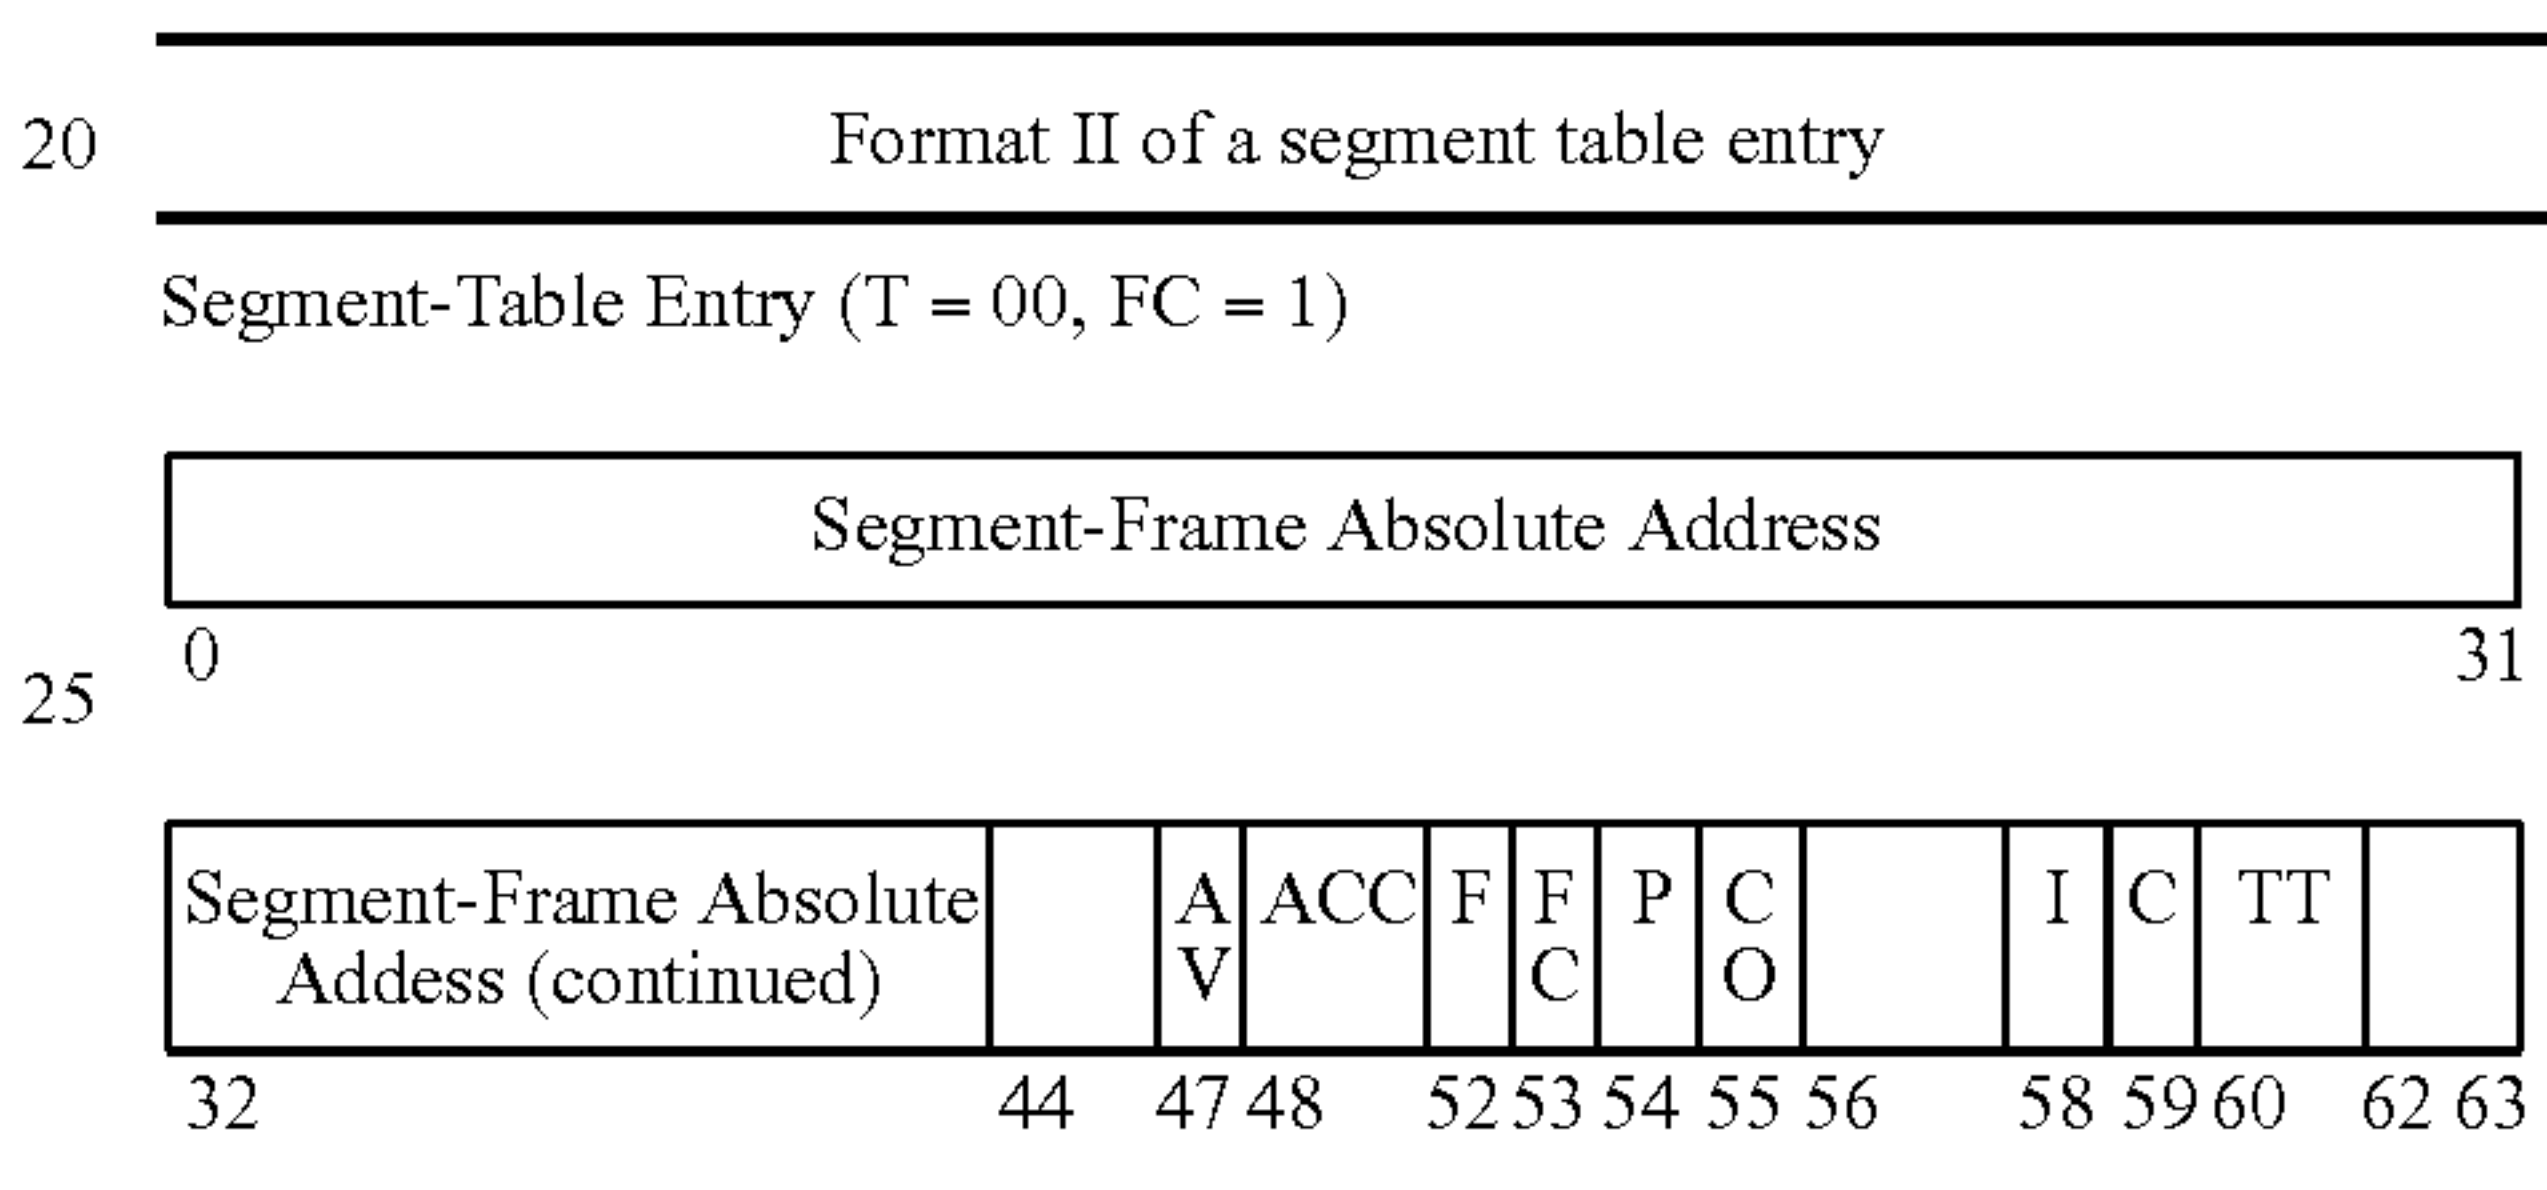 20
Format II of a segment table entry
Segment-Table Entry (T = 00, FC = 1)
Segment-Frame Absolute Address
0 31
25
Segment-Frame Absolute Addess (continued)
A V
ACC
F
F C
P
C O
I
C
TT
32 44 47 48 52 53 54 55 56 58 59 60 62 63